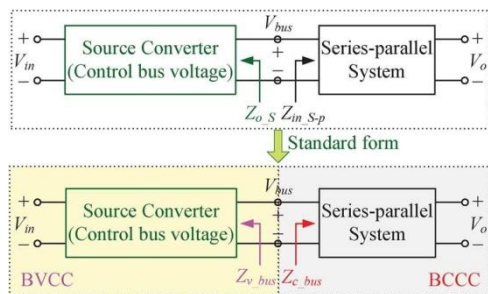 V_bus
+ Source Converter + Series-parallel +
V_in (Control bus voltage) System V_o
− − −
Z_o_S Z_in_S-p
Standard form
V_bus
+ Source Converter + Series-parallel +
V_in (Control bus voltage) System V_o
− − −
BVCC Z_v_bus Z_c_bus BCCC